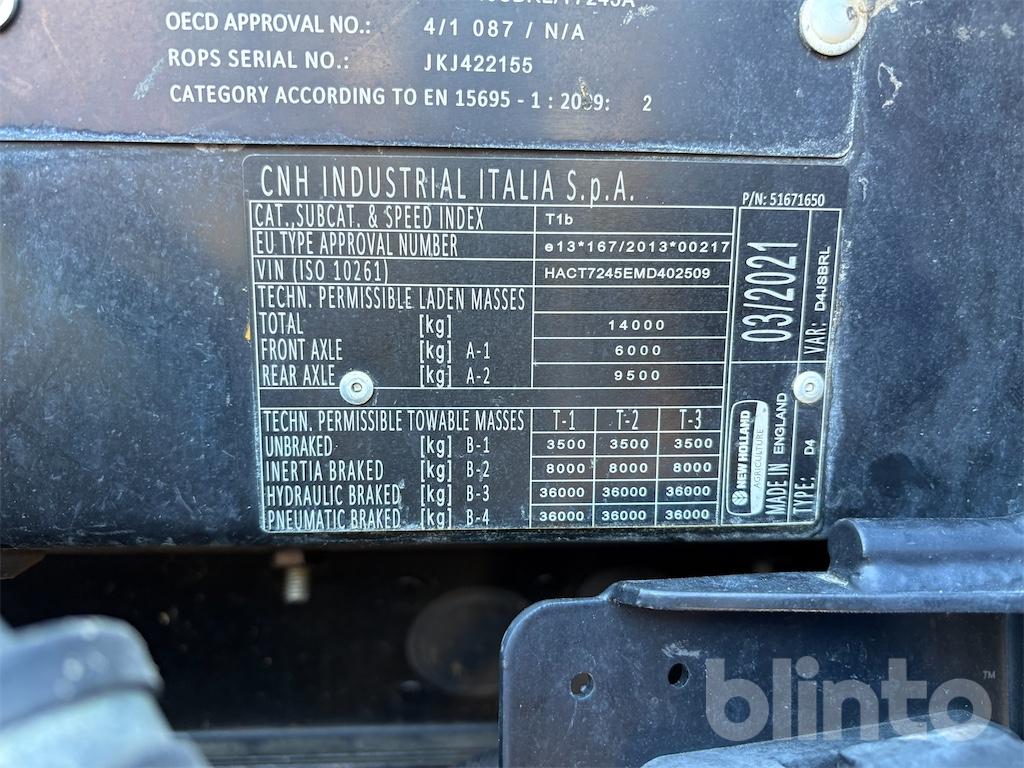 OECD APPROVAL NO.: 4/1 087 / N/A
ROPS SERIAL NO.: JKJ422155
CATEGORY ACCORDING TO EN 15695 - 1 : 2009: 2
CNH INDUSTRIAL ITALIA S.p.A.
P/N: 51671650
CAT.,SUBCAT. & SPEED INDEX T1b
EU TYPE APPROVAL NUMBER e13*167/2013*00217
VIN (ISO 10261) HACT7245EMD402509
TECHN. PERMISSIBLE LADEN MASSES
TOTAL [kg] 14000
FRONT AXLE [kg] A-1 6000
REAR AXLE [kg] A-2 9500
TECHN. PERMISSIBLE TOWABLE MASSES T-1 T-2 T-3
UNBRAKED [kg] B-1 3500 3500 3500
INERTIA BRAKED [kg] B-2 8000 8000 8000
HYDRAULIC BRAKED [kg] B-3 36000 36000 36000
PNEUMATIC BRAKED [kg] B-4 36000 36000 36000
03/2021
VAR: D4JSBRL
NEW HOLLAND
AGRICULTURE
MADE IN ENGLAND
TYPE: D4
blinto™